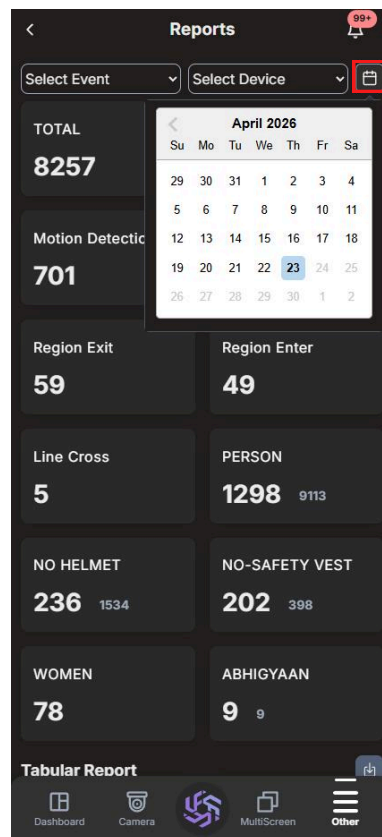 99+
Reports
Select Event Select Device
April 2026
Su Mo Tu We Th Fr Sa
29 30 31 1 2 3 4
5 6 7 8 9 10 11
12 13 14 15 16 17 18
19 20 21 22 23 24 25
26 27 28 29 30 1 2
TOTAL
8257
Motion Detectio
701
Region Exit Region Enter
59 49
Line Cross PERSON
5 1298 9113
NO HELMET NO-SAFETY VEST
236 1534 202 398
WOMEN ABHIGYAAN
78 9 9
Tabular Report
Dashboard Camera MultiScreen Other